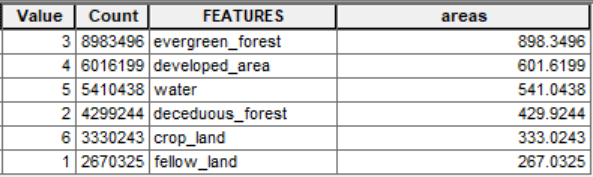 Value Count FEATURES areas
3 8983496 evergreen_forest 898.3496
4 6016199 developed_area 601.6199
5 5410438 water 541.0438
2 4299244 deceduous_forest 429.9244
6 3330243 crop_land 333.0243
1 2670325 fellow_land 267.0325